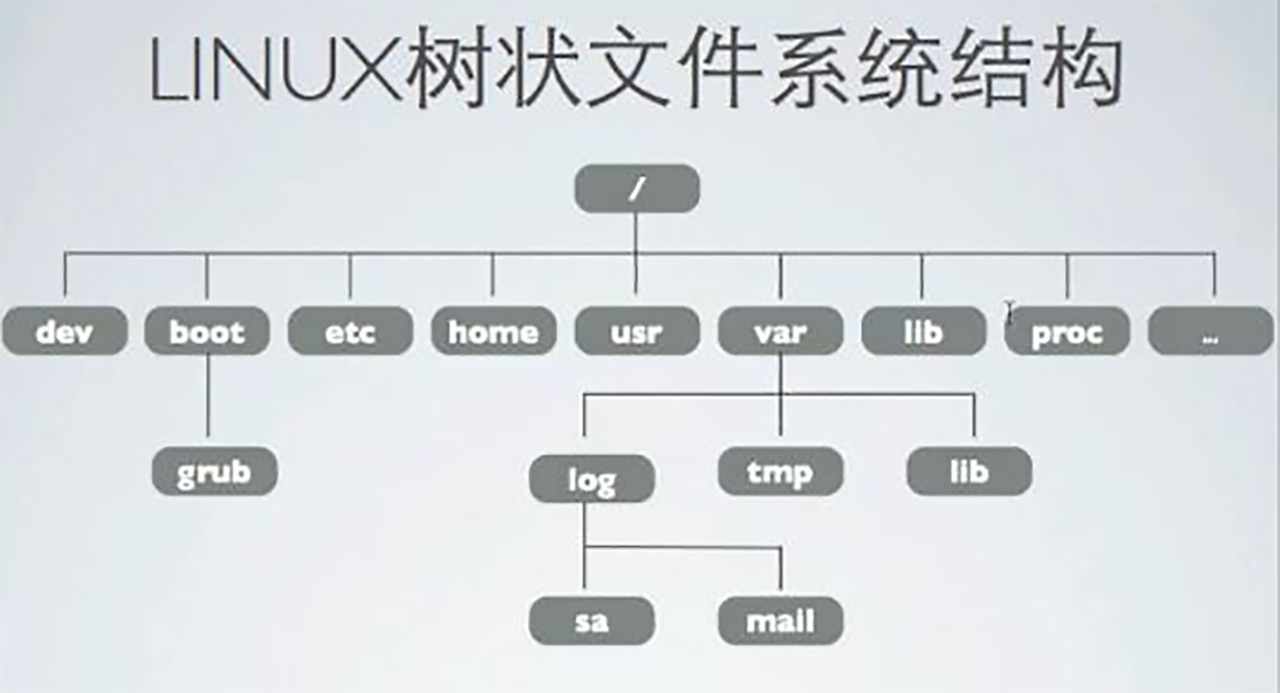 LINUX树状文件系统结构
/
dev boot etc home usr var lib proc ...
grub log tmp lib
sa mail